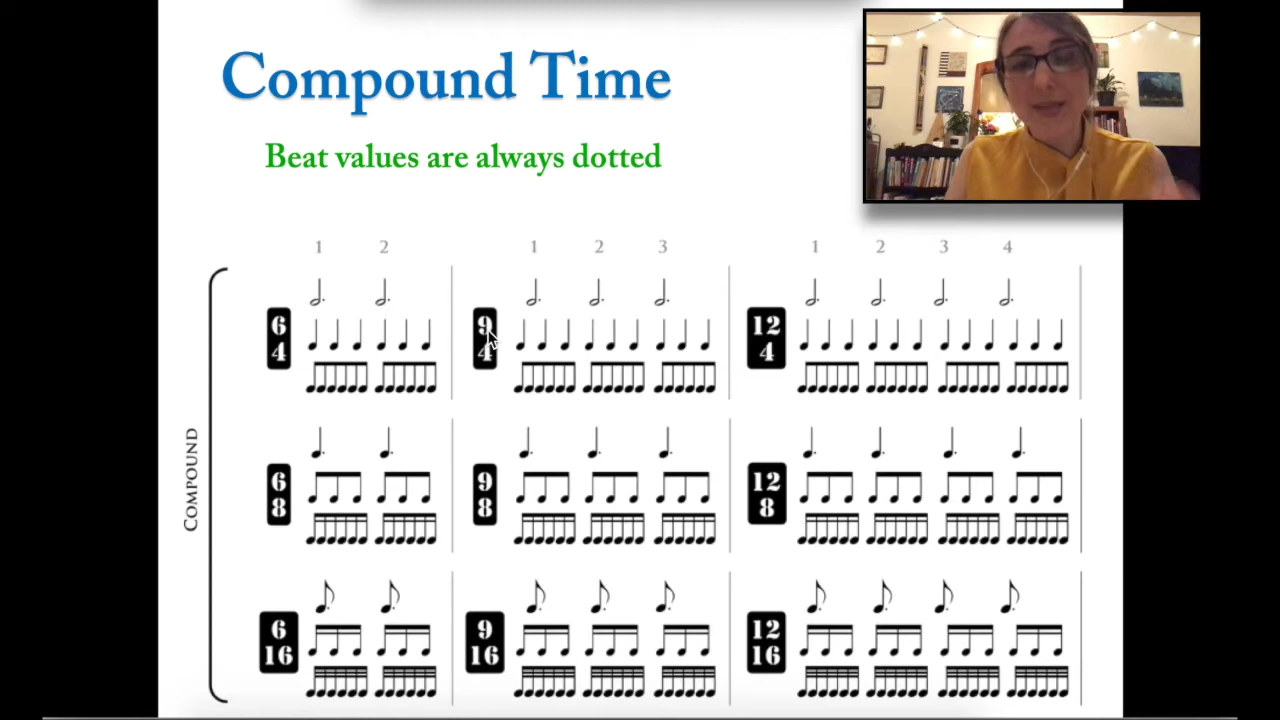 Compound Time
Beat values are always dotted
1 2 1 2 3 1 2 3 4
6 4
9 4
12 4
COMPOUND
6 8
9 8
12 8
6 16
9 16
12 16